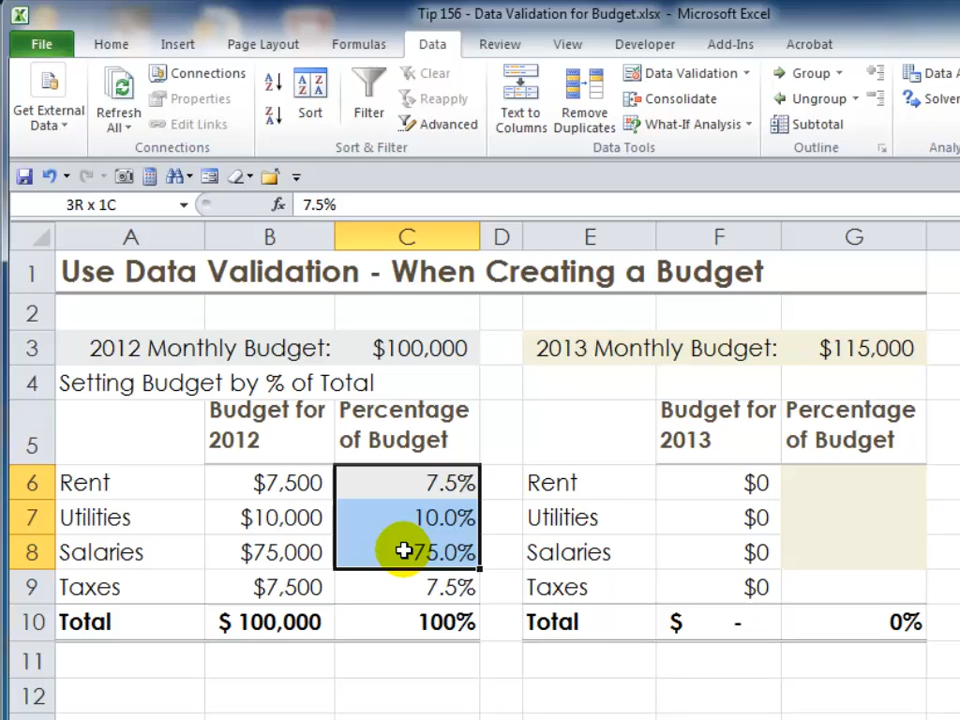 Tip 156 - Data Validation for Budget.xlsx - Microsoft Excel
File Home Insert Page Layout Formulas Data Review View Developer Add-Ins Acrobat
Get External Data
Refresh All
Connections
Properties
Edit Links
Connections
Sort
Filter
Clear
Reapply
Advanced
Sort & Filter
Text to Columns
Remove Duplicates
Data Validation
Consolidate
What-If Analysis
Data Tools
Group
Ungroup
Subtotal
Outline
Data
Solver
3R x 1C fx 7.5%
A B C D E F G
1 Use Data Validation - When Creating a Budget
2
3 2012 Monthly Budget: $100,000 2013 Monthly Budget: $115,000
4 Setting Budget by % of Total
5 Budget for 2012 Percentage of Budget Budget for 2013 Percentage of Budget
6 Rent $7,500 7.5% Rent $0
7 Utilities $10,000 10.0% Utilities $0
8 Salaries $75,000 75.0% Salaries $0
9 Taxes $7,500 7.5% Taxes $0
10 Total $ 100,000 100% Total $ - 0%
11
12